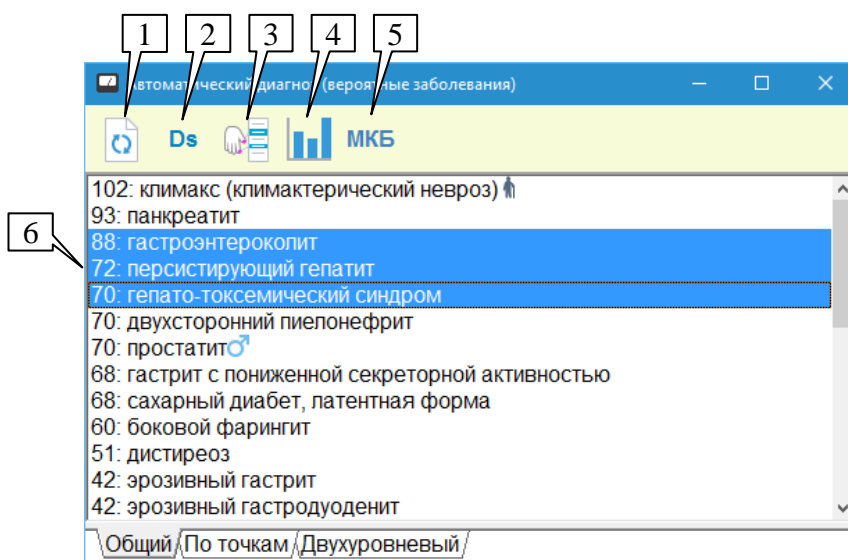 1 2 3 4 5
Автоматический диагноз (вероятные заболевания)
Ds МКБ
102: климакс (климактерический невроз)
93: панкреатит
6
88: гастроэнтероколит
72: персистирующий гепатит
70: гепато-токсемический синдром
70: двухсторонний пиелонефрит
70: простатит
68: гастрит с пониженной секреторной активностью
68: сахарный диабет, латентная форма
60: боковой фарингит
51: дистиреоз
42: эрозивный гастрит
42: эрозивный гастродуоденит
Общий По точкам Двухуровневый